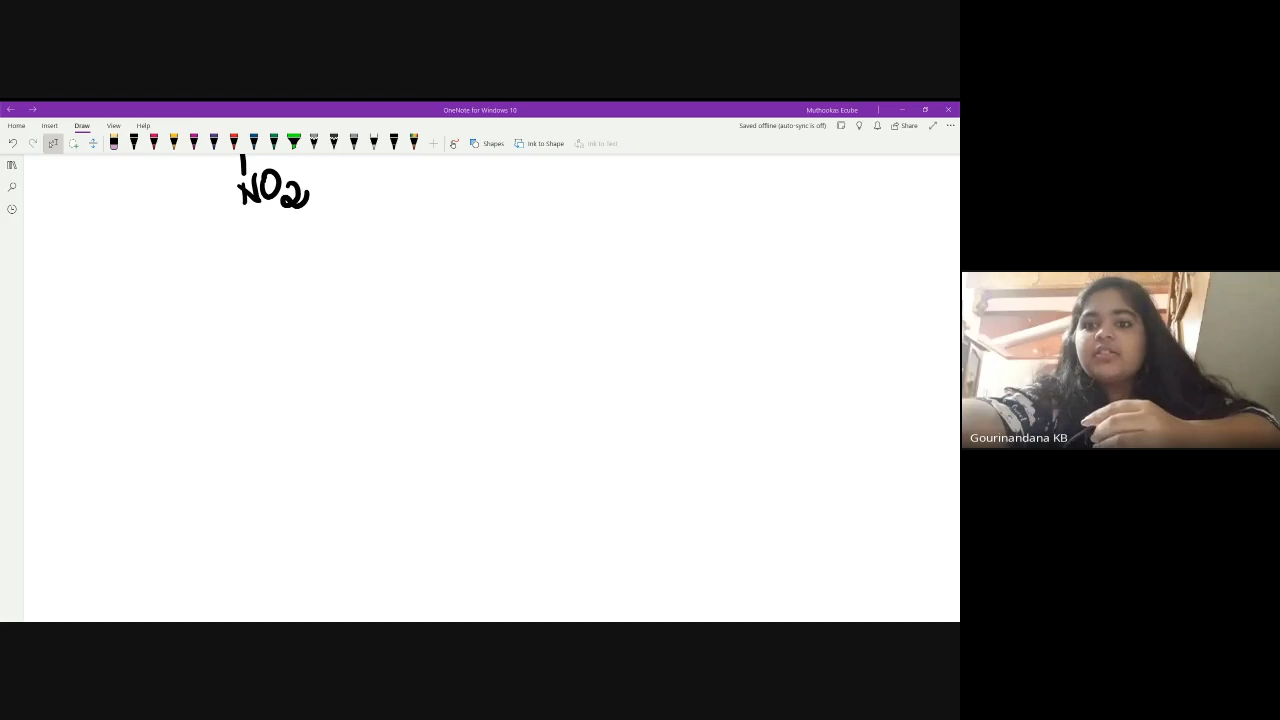 OneNote for Windows 10
Muthookas Ecube
Home Insert Draw View Help
Saved offline (auto-sync is off)
Share
Shapes
Ink to Shape
Ink to Text
NO2
Gourinandana KB